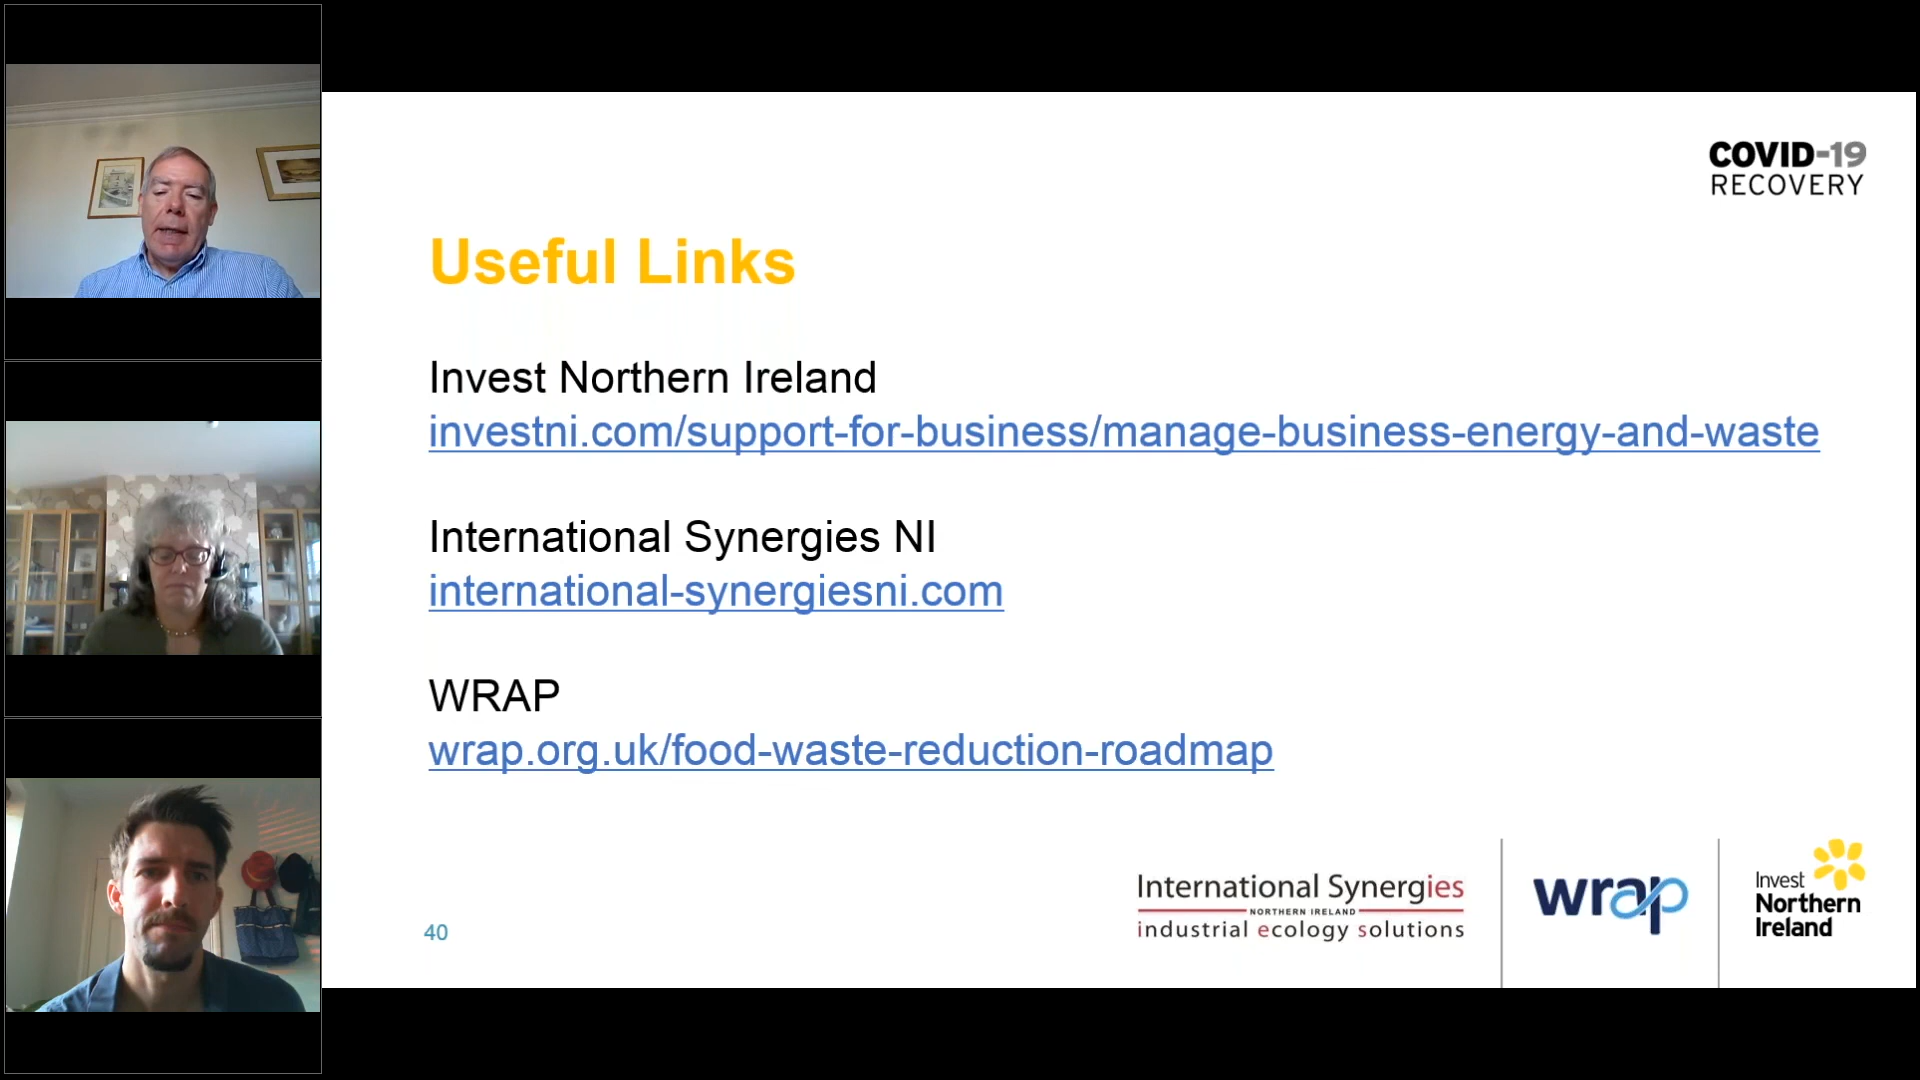 COVID-19
RECOVERY
Useful Links
Invest Northern Ireland
investni.com/support-for-business/manage-business-energy-and-waste
International Synergies NI
international-synergiesni.com
WRAP
wrap.org.uk/food-waste-reduction-roadmap
40
International Synergies
NORTHERN IRELAND
industrial ecology solutions
wrap
Invest
Northern
Ireland